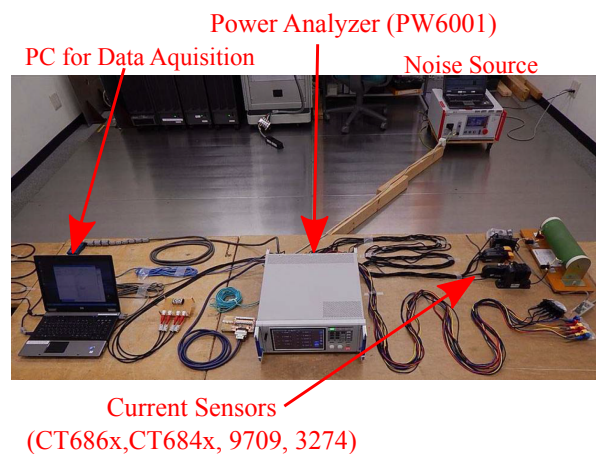 Power Analyzer (PW6001)
PC for Data Aquisition
Noise Source
Current Sensors
(CT686x,CT684x, 9709, 3274)